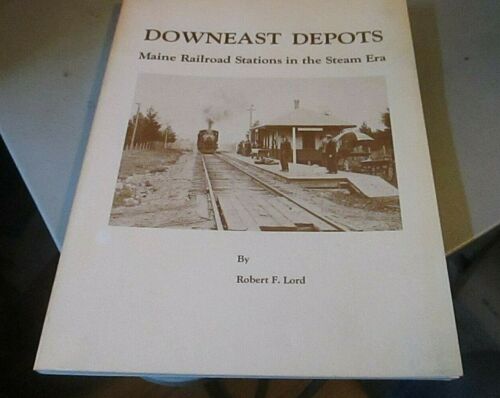 DOWNEAST DEPOTS
Maine Railroad Stations in the Steam Era
By
Robert F. Lord